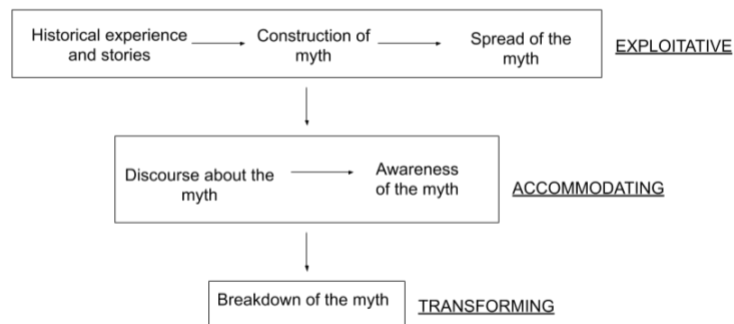 Historical experience
and stories
Construction of
myth
Spread of the
myth
EXPLOITATIVE
Discourse about the
myth
Awareness
of the myth
ACCOMMODATING
Breakdown of the myth
TRANSFORMING